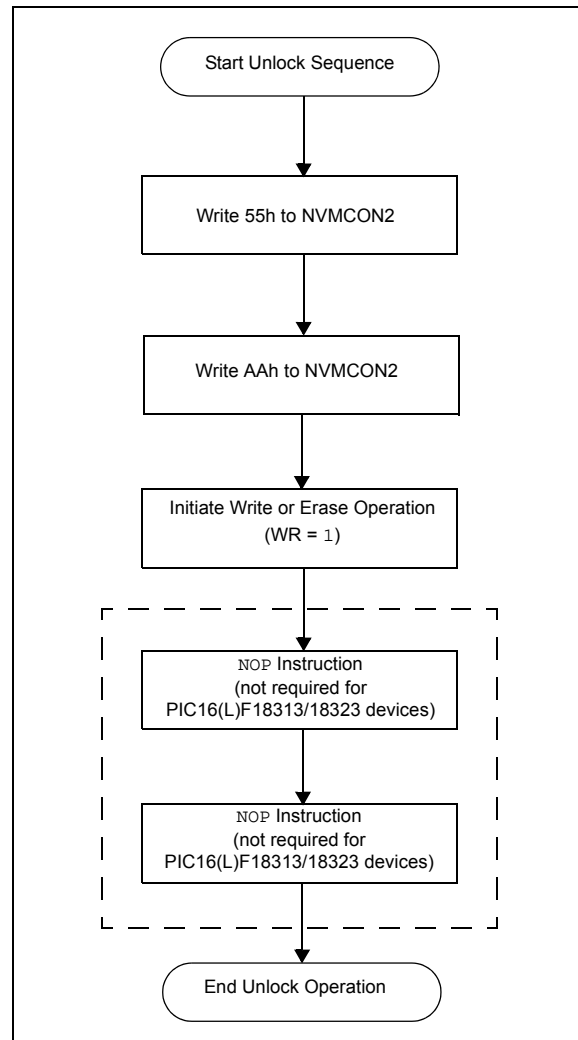 Start Unlock Sequence
Write 55h to NVMCON2
Write AAh to NVMCON2
Initiate Write or Erase Operation
(WR = 1)
NOP Instruction
(not required for
PIC16(L)F18313/18323 devices)
NOP Instruction
(not required for
PIC16(L)F18313/18323 devices)
End Unlock Operation